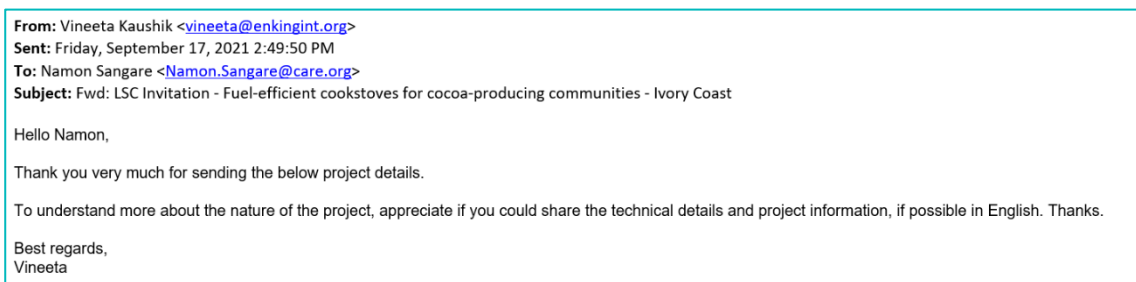 From: Vineeta Kaushik <vineeta@enkingint.org>
Sent: Friday, September 17, 2021 2:49:50 PM
To: Namon Sangare <Namon.Sangare@care.org>
Subject: Fwd: LSC Invitation - Fuel-efficient cookstoves for cocoa-producing communities - Ivory Coast
Hello Namon,
Thank you very much for sending the below project details.
To understand more about the nature of the project, appreciate if you could share the technical details and project information, if possible in English. Thanks.
Best regards,
Vineeta